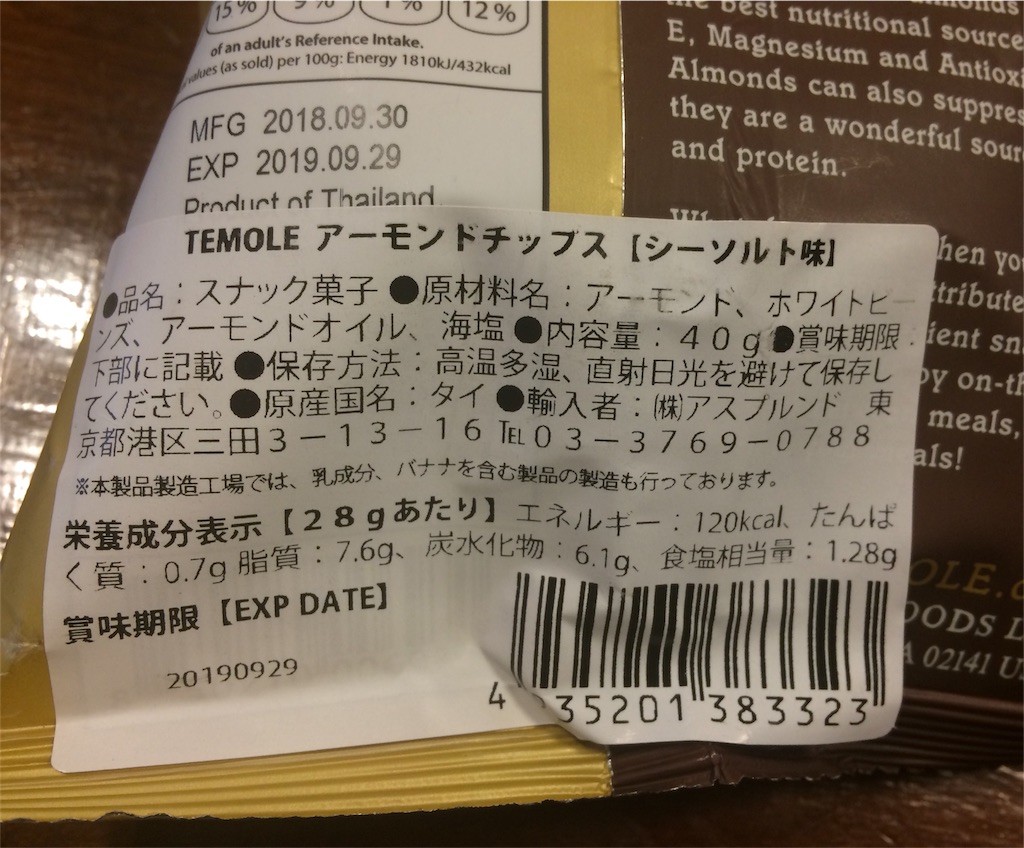 15% 9% 1% 12%
of an adult's Reference Intake.
values (as sold) per 100g: Energy 1810kJ/432kcal
MFG 2018.09.30
EXP 2019.09.29
Product of Thailand
best nutritional source
E, Magnesium and
Almonds can also
they are a wonderful
and protein.
TEMOLE アーモンドチップス【シーソルト味】
●品名：スナック菓子 ●原材料名：アーモンド、ホワイトビー
ンズ、アーモンドオイル、海塩 ●内容量：40g ●賞味期限：
下部に記載 ●保存方法：高温多湿、直射日光を避けて保存し
てください。●原産国名：タイ ●輸入者：㈱アスプルンド 東
京都港区三田3－13－16 ℡03－3769－0788
※本製品製造工場では、乳成分、バナナを含む製品の製造も行っております。
栄養成分表示【28gあたり】エネルギー：120kcal、たんぱ
く質：0.7g 脂質：7.6g、炭水化物：6.1g、食塩相当量：1.28g
賞味期限【EXP DATE】
20190929
4 35201 383323
meals,
02141